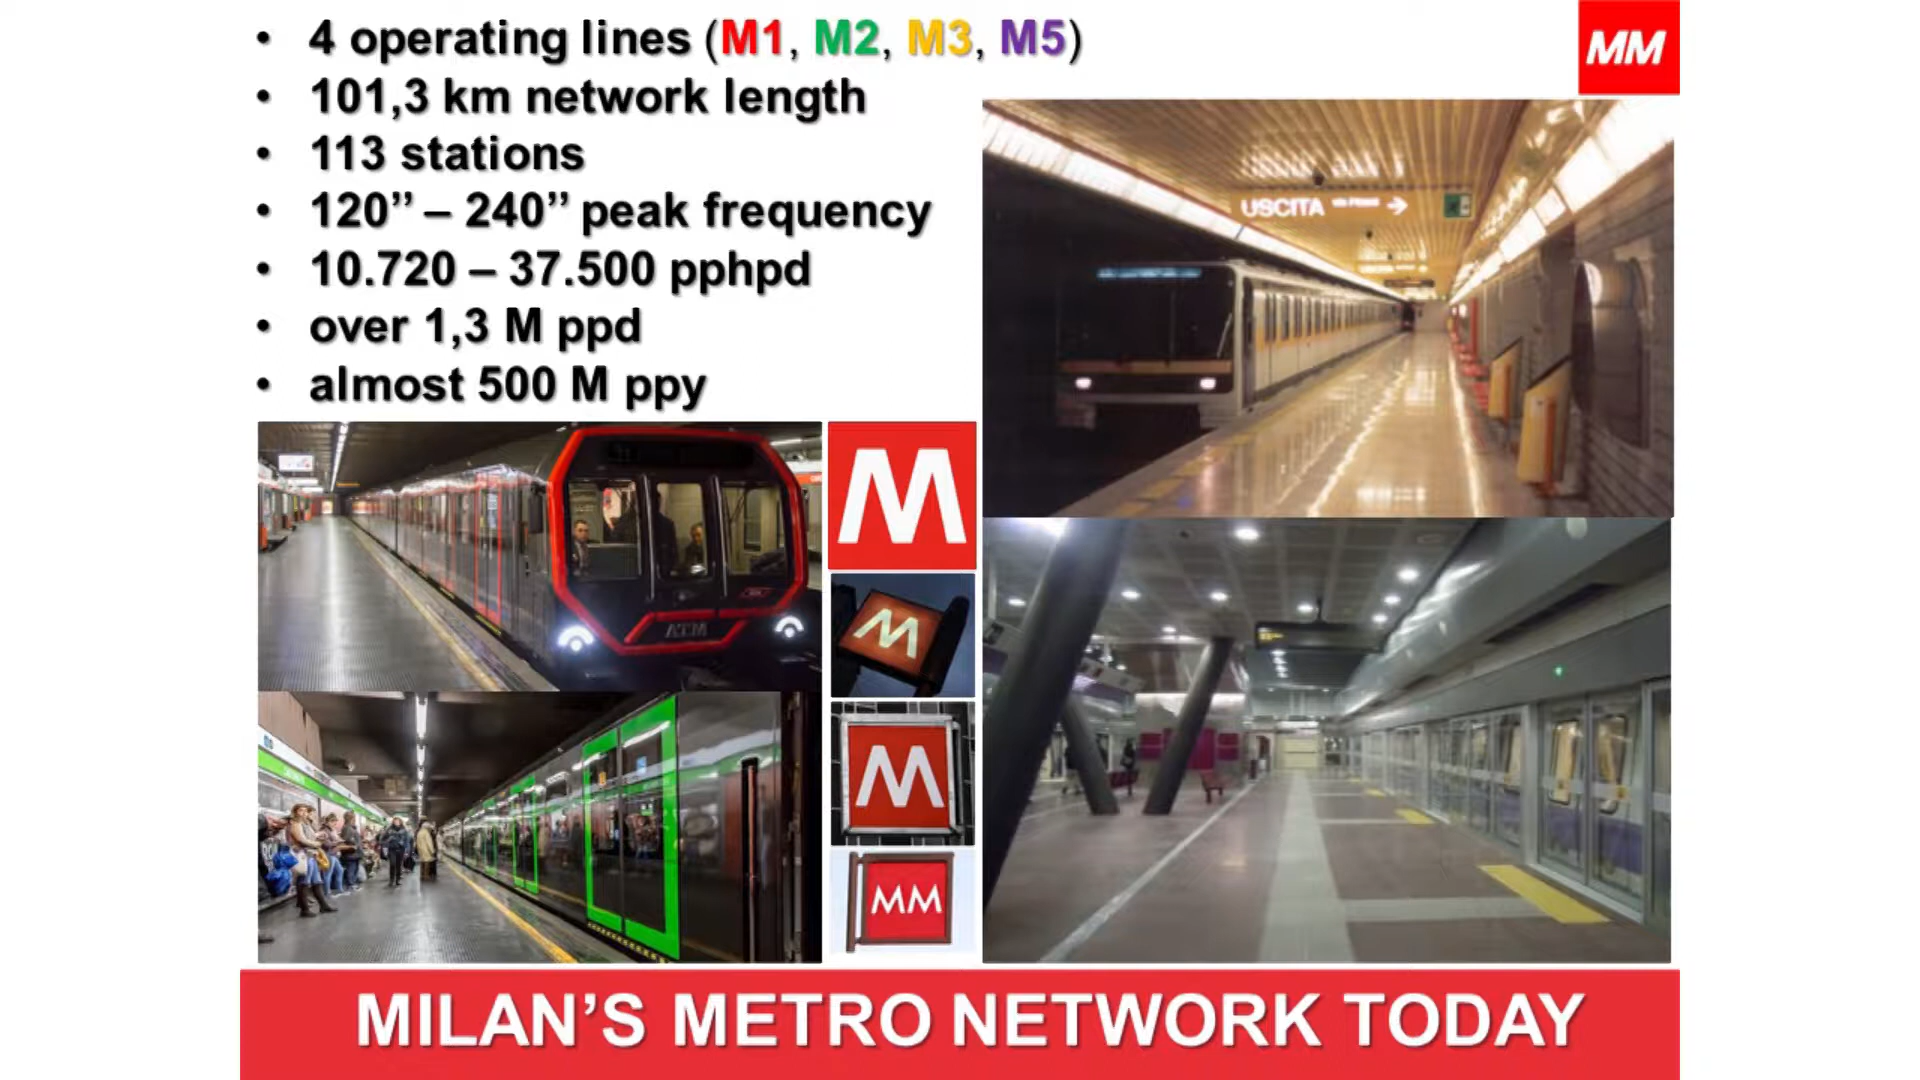 • 4 operating lines (M1, M2, M3, M5)
• 101,3 km network length
• 113 stations
• 120” – 240” peak frequency
• 10.720 – 37.500 pphpd
• over 1,3 M ppd
• almost 500 M ppy
MM
USCITA
ATM
M
M
M
MM
MILAN’S METRO NETWORK TODAY